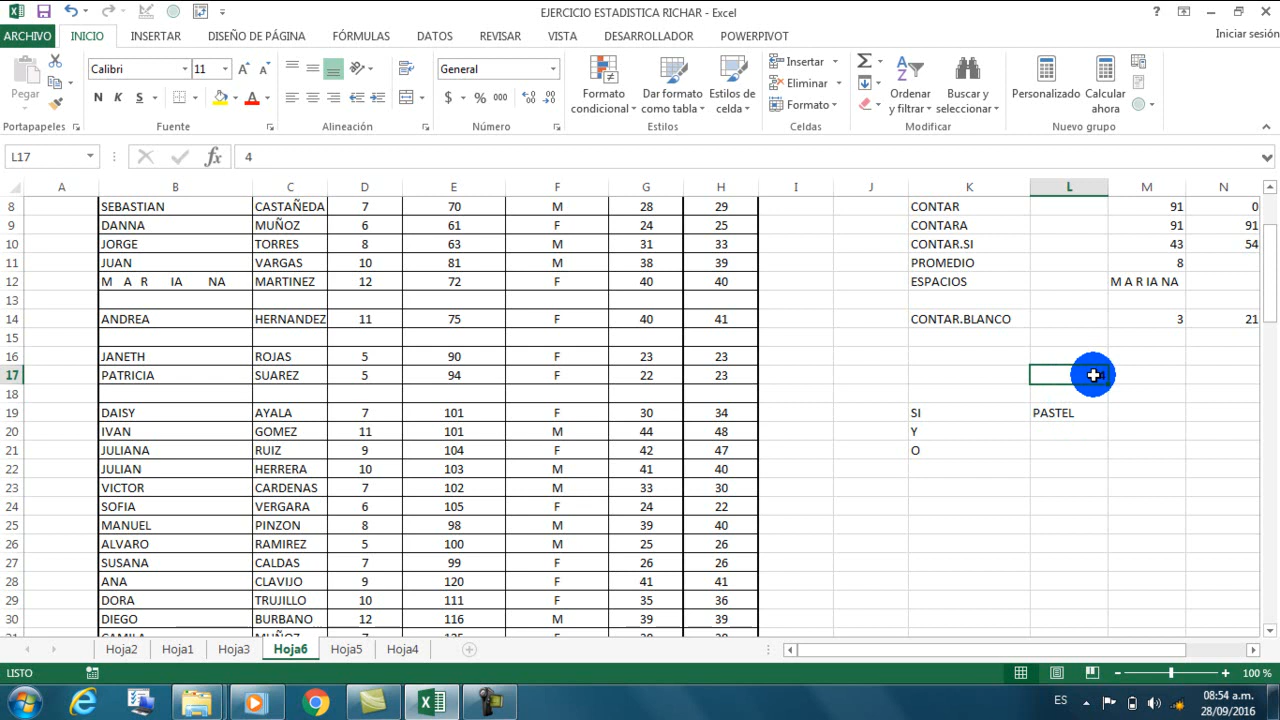 EJERCICIO ESTADISTICA RICHAR - Excel
ARCHIVO INICIO INSERTAR DISEÑO DE PÁGINA FÓRMULAS DATOS REVISAR VISTA DESARROLLADOR POWERPIVOT Iniciar sesión
Pegar Calibri 11 General Formato condicional Dar formato como tabla Estilos de celda Insertar Eliminar Formato Ordenar y filtrar Buscar y seleccionar Personalizado Calcular ahora
N K S $ % 000
Portapapeles Fuente Alineación Número Estilos Celdas Modificar Nuevo grupo
L17 fx 4
A B C D E F G H I J K L M N
8 SEBASTIAN CASTAÑEDA 7 70 M 28 29 CONTAR 91 0
9 DANNA MUÑOZ 6 61 F 24 25 CONTARA 91 91
10 JORGE TORRES 8 63 M 31 33 CONTAR.SI 43 54
11 JUAN VARGAS 10 81 M 38 39 PROMEDIO 8
12 M A R IA NA MARTINEZ 12 72 F 40 40 ESPACIOS M A R IA NA
13
14 ANDREA HERNANDEZ 11 75 F 40 41 CONTAR.BLANCO 3 21
15
16 JANETH ROJAS 5 90 F 23 23
17 PATRICIA SUAREZ 5 94 F 22 23
18
19 DAISY AYALA 7 101 F 30 34 SI PASTEL
20 IVAN GOMEZ 11 101 M 44 48 Y
21 JULIANA RUIZ 9 104 F 42 47 O
22 JULIAN HERRERA 10 103 M 41 40
23 VICTOR CARDENAS 7 102 M 33 30
24 SOFIA VERGARA 6 105 F 24 22
25 MANUEL PINZON 8 98 M 39 40
26 ALVARO RAMIREZ 5 100 M 25 26
27 SUSANA CALDAS 7 99 F 26 26
28 ANA CLAVIJO 9 120 F 41 41
29 DORA TRUJILLO 10 111 F 35 36
30 DIEGO BURBANO 12 116 M 39 39
Hoja2 Hoja1 Hoja3 Hoja6 Hoja5 Hoja4
LISTO 100 %
ES 08:54 a.m.
28/09/2016